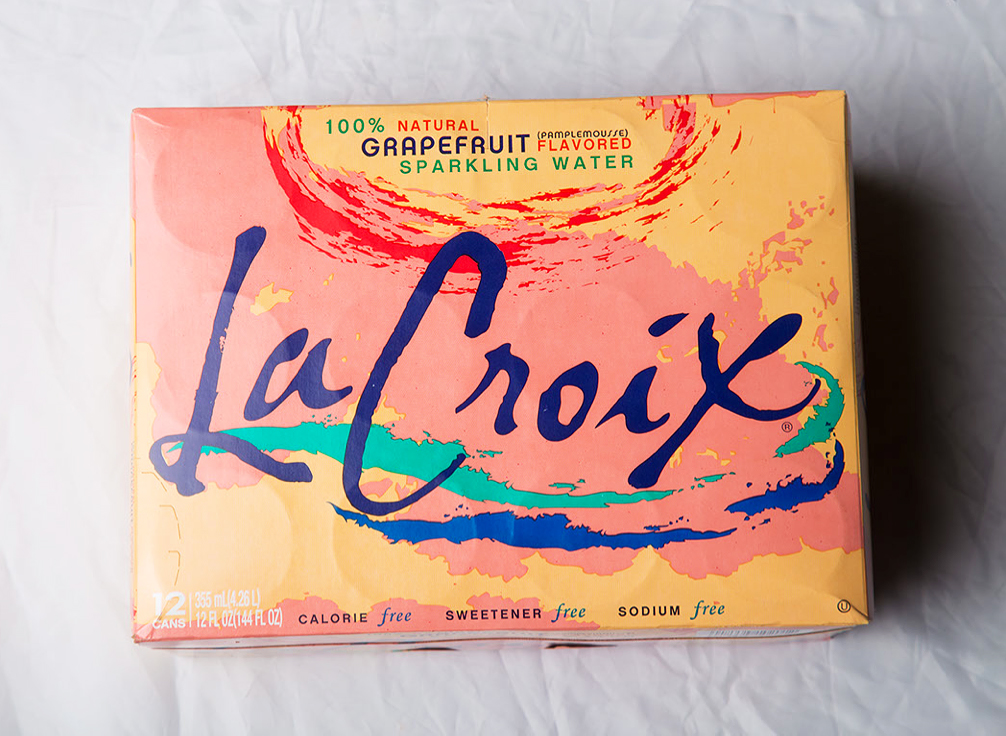 100% NATURAL
GRAPEFRUIT (PAMPLEMOUSSE) FLAVORED
SPARKLING WATER
LaCroix®
12 CANS
355 mL(4.26 L)
12 FL OZ(144 FL OZ)
CALORIE free SWEETENER free SODIUM free
U